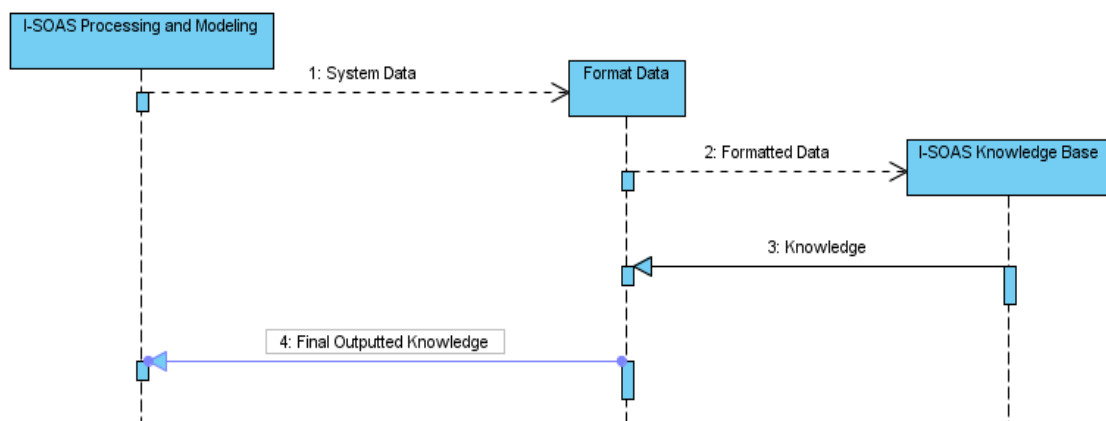 I-SOAS Processing and Modeling
1: System Data
Format Data
2: Formatted Data
I-SOAS Knowledge Base
3: Knowledge
4: Final Outputted Knowledge